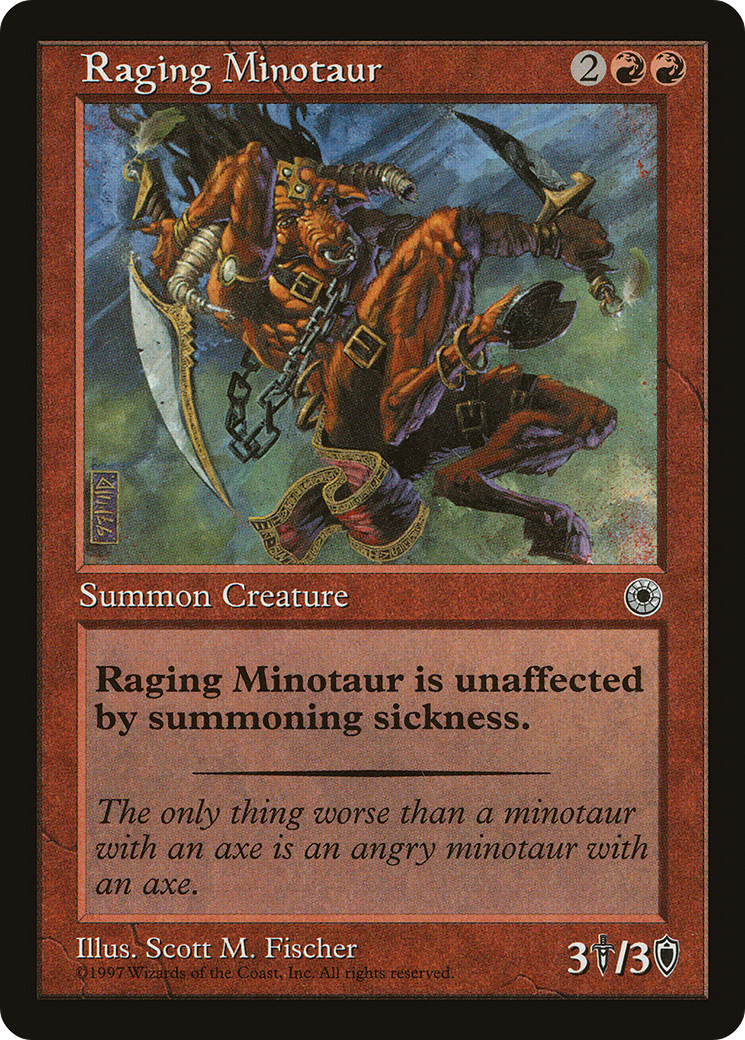 Raging Minotaur 2
Summon Creature
Raging Minotaur is unaffected
by summoning sickness.
The only thing worse than a minotaur
with an axe is an angry minotaur with
an axe.
Illus. Scott M. Fischer
©1997 Wizards of the Coast, Inc. All rights reserved.
3/3